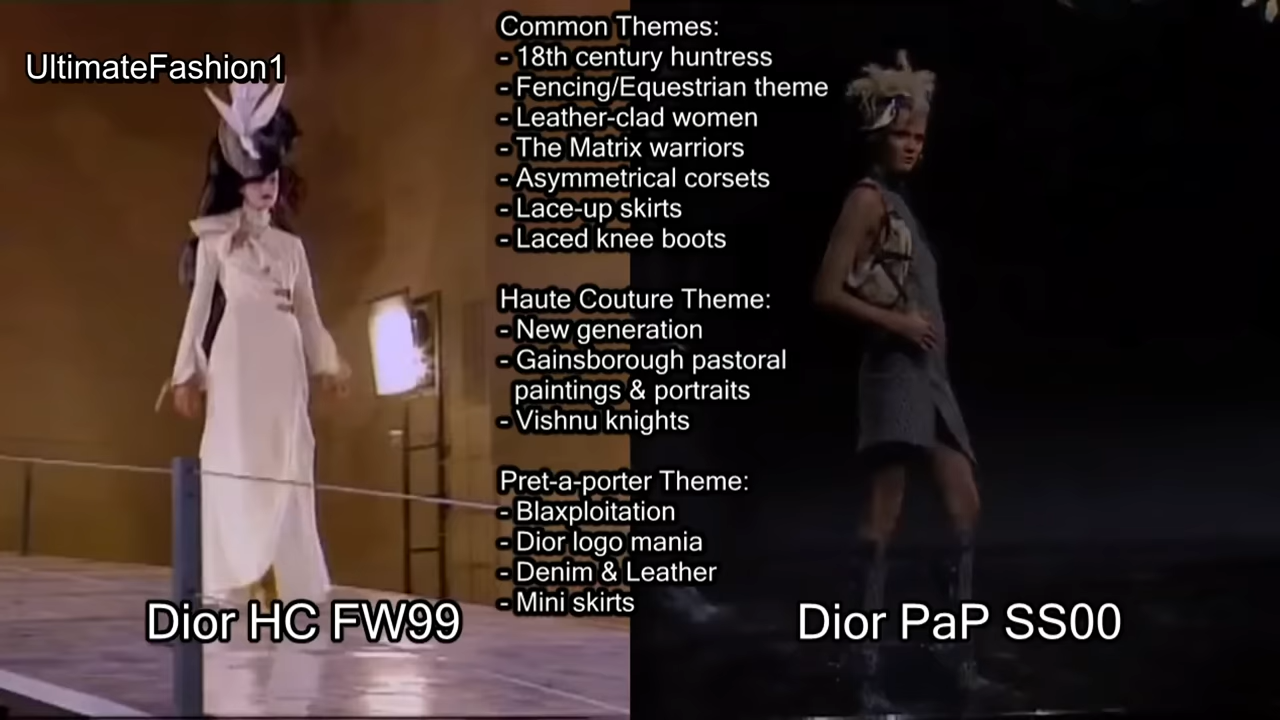 UltimateFashion1
Common Themes:
- 18th century huntress
- Fencing/Equestrian theme
- Leather-clad women
- The Matrix warriors
- Asymmetrical corsets
- Lace-up skirts
- Laced knee boots
Haute Couture Theme:
- New generation
- Gainsborough pastoral
paintings & portraits
- Vishnu knights
Pret-a-porter Theme:
- Blaxploitation
- Dior logo mania
- Denim & Leather
- Mini skirts
Dior HC FW99
Dior PaP SS00